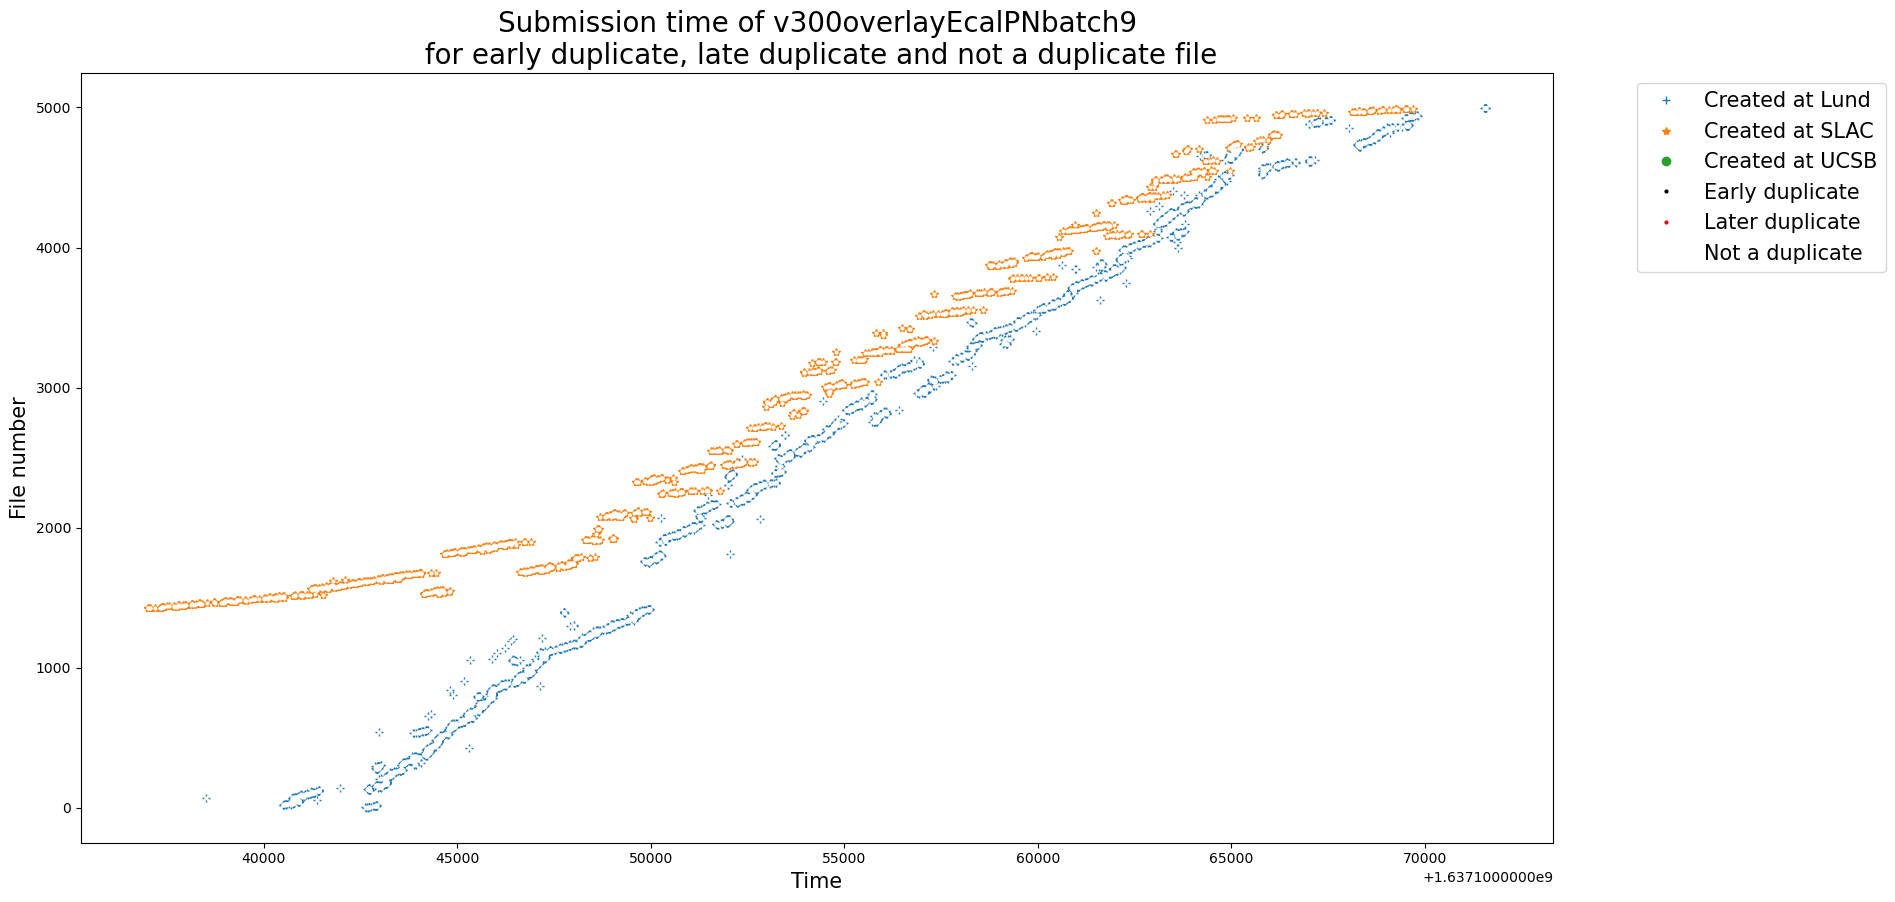 Submission time of v300overlayEcalPNbatch9
for early duplicate, late duplicate and not a duplicate file
5000
4000
3000
2000
1000
0
File number
40000
45000
50000
55000
60000
65000
70000
Time
+1.6371000000e9
Created at Lund
Created at SLAC
Created at UCSB
Early duplicate
Later duplicate
Not a duplicate